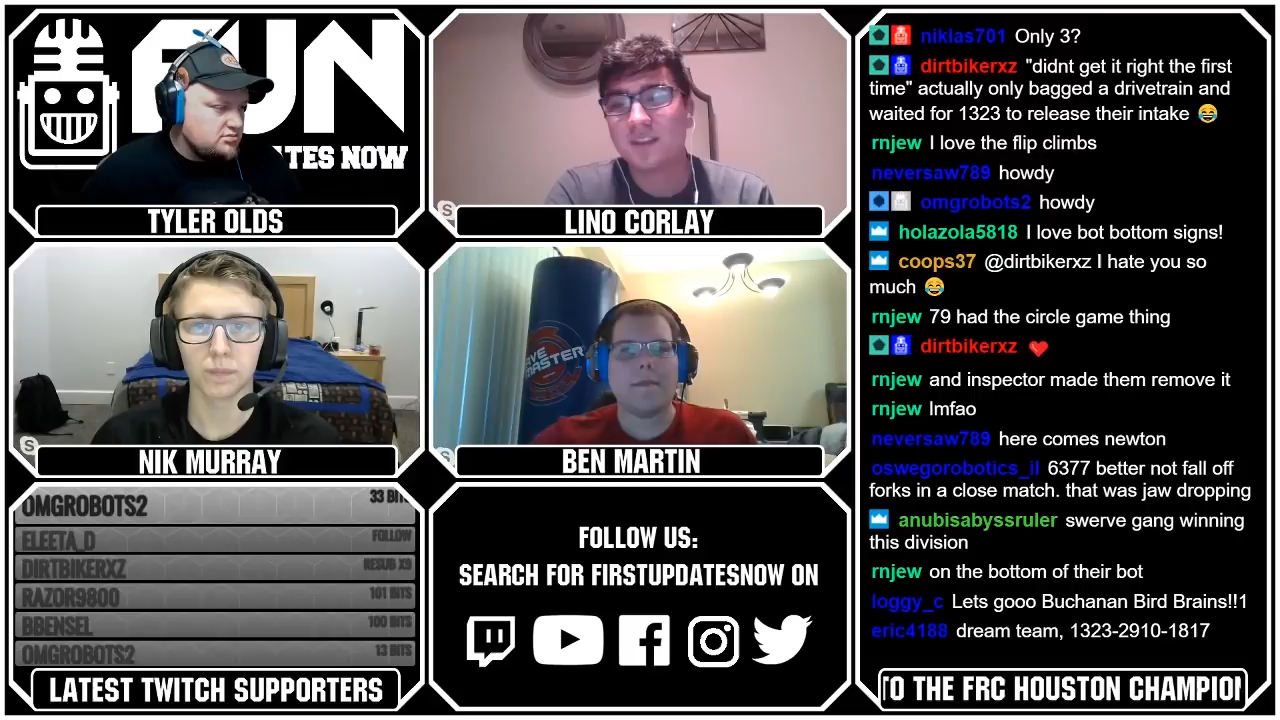 FUN
ATES NOW
TYLER OLDS
LINO CORLAY
NIK MURRAY
AVE
MASTER
BEN MARTIN
OMGROBOTS2 33 BITS
ELEETA_D FOLLOW
DIRTBIKERXZ RESUB X9
RAZOR9800 101 BITS
BBENSEL 100 BITS
OMGROBOTS2 13 BITS
LATEST TWITCH SUPPORTERS
FOLLOW US:
SEARCH FOR FIRSTUPDATESNOW ON
niklas701 Only 3?
dirtbikerxz "didnt get it right the first
time" actually only bagged a drivetrain and
waited for 1323 to release their intake 😂
rnjew I love the flip climbs
neversaw789 howdy
omgrobots2 howdy
holazola5818 I love bot bottom signs!
coops37 @dirtbikerxz I hate you so
much 😂
rnjew 79 had the circle game thing
dirtbikerxz ❤
rnjew and inspector made them remove it
rnjew lmfao
neversaw789 here comes newton
oswegorobotics_il 6377 better not fall off
forks in a close match. that was jaw dropping
anubisabyssruler swerve gang winning
this division
rnjew on the bottom of their bot
loggy_c Lets gooo Buchanan Bird Brains!!1
eric4188 dream team, 1323-2910-1817
TO THE FRC HOUSTON CHAMPION